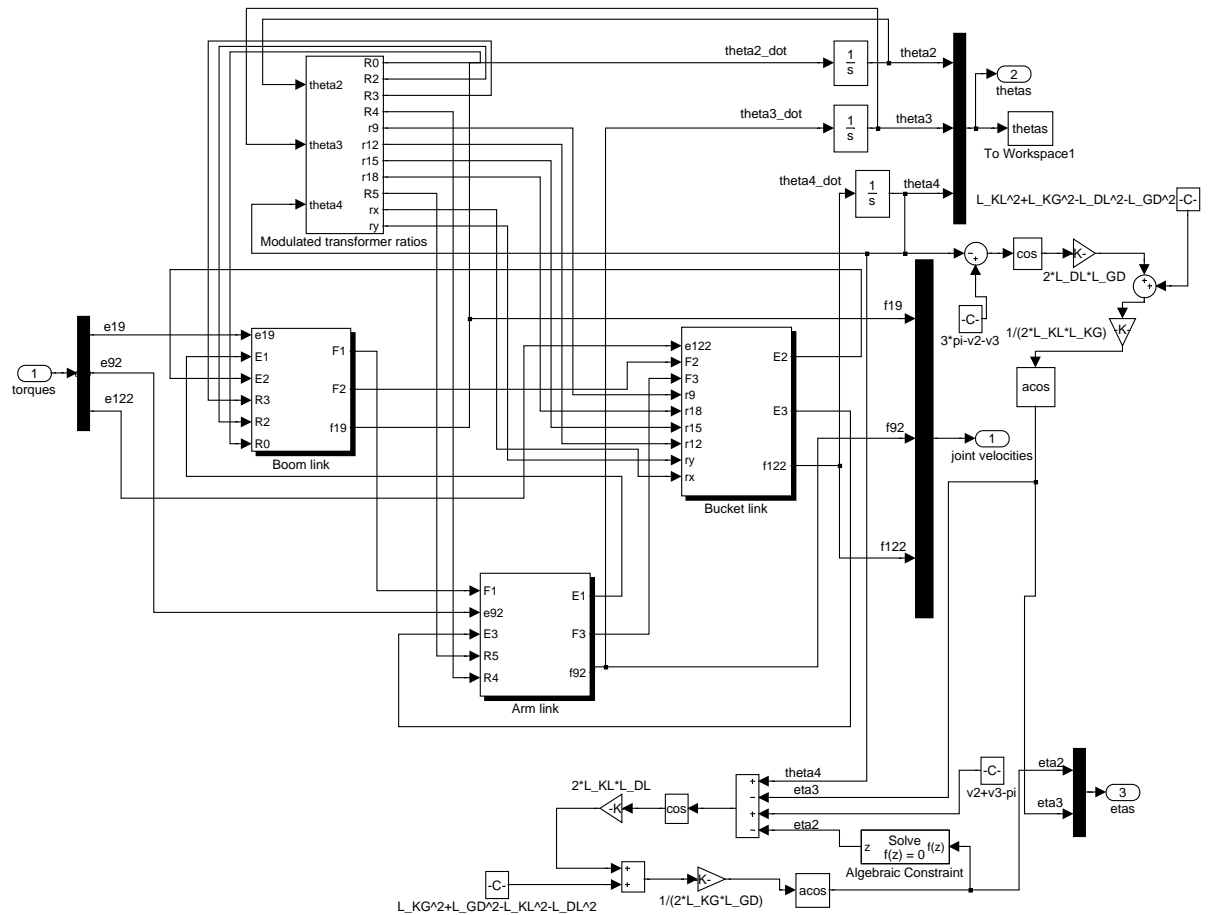 R0
R2
R3
R4
r9
r12
r15
r18
R5
rx
ry
theta2
theta3
theta4
Modulated transformer ratios
theta2_dot
1
s
theta2
theta3_dot
1
s
theta3
theta4_dot
1
s
theta4
2
thetas
thetas
To Workspace1
L_KL^2+L_KG^2-L_DL^2-L_GD^2
-C-
cos
K-
2*L_DL*L_GD
-C-
3*pi-v2-v3
1/(2*L_KL*L_KG)
-K-
acos
1
torques
e19
e92
e122
e19
E1
E2
R3
R2
R0
F1
F2
f19
Boom link
e122
F2
F3
r9
r18
r15
r12
ry
rx
E2
E3
f122
Bucket link
f19
f92
f122
1
joint velocities
F1
e92
E3
R5
R4
E1
F3
f92
Arm link
theta4
eta3
eta2
+
−
+
−
-C-
v2+v3-pi
2*L_KL*L_DL
-K
cos
z
Solve
f(z) = 0
f(z)
Algebraic Constraint
eta2
eta3
3
etas
+
+
-C-
L_KG^2+L_GD^2-L_KL^2-L_DL^2
K-
1/(2*L_KG*L_GD)
acos